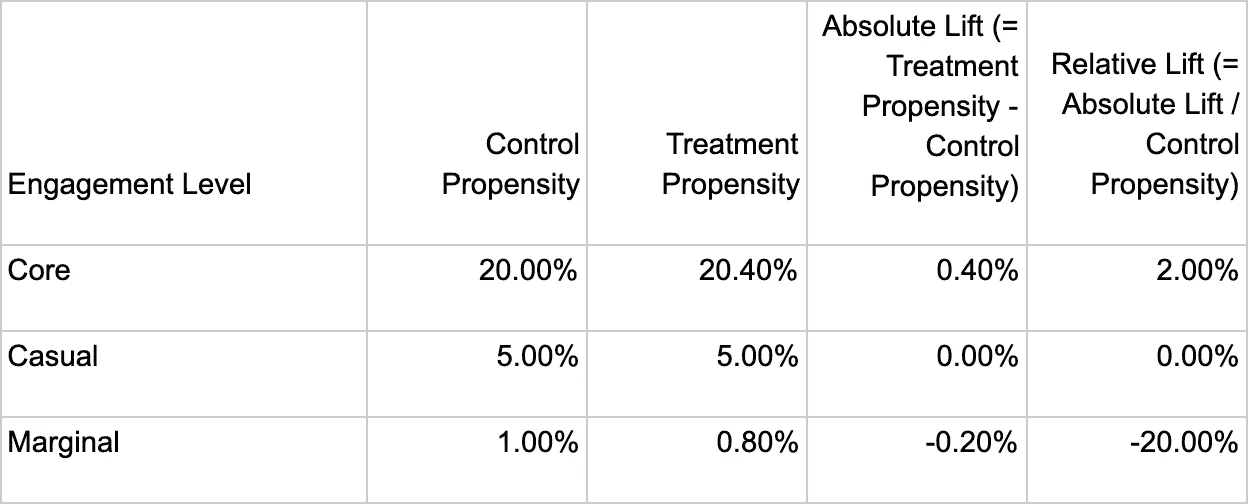 Engagement Level
Control
Propensity
Treatment
Propensity
Absolute Lift (=
Treatment
Propensity -
Control
Propensity)
Relative Lift (=
Absolute Lift /
Control
Propensity)
Core 20.00% 20.40% 0.40% 2.00%
Casual 5.00% 5.00% 0.00% 0.00%
Marginal 1.00% 0.80% -0.20% -20.00%